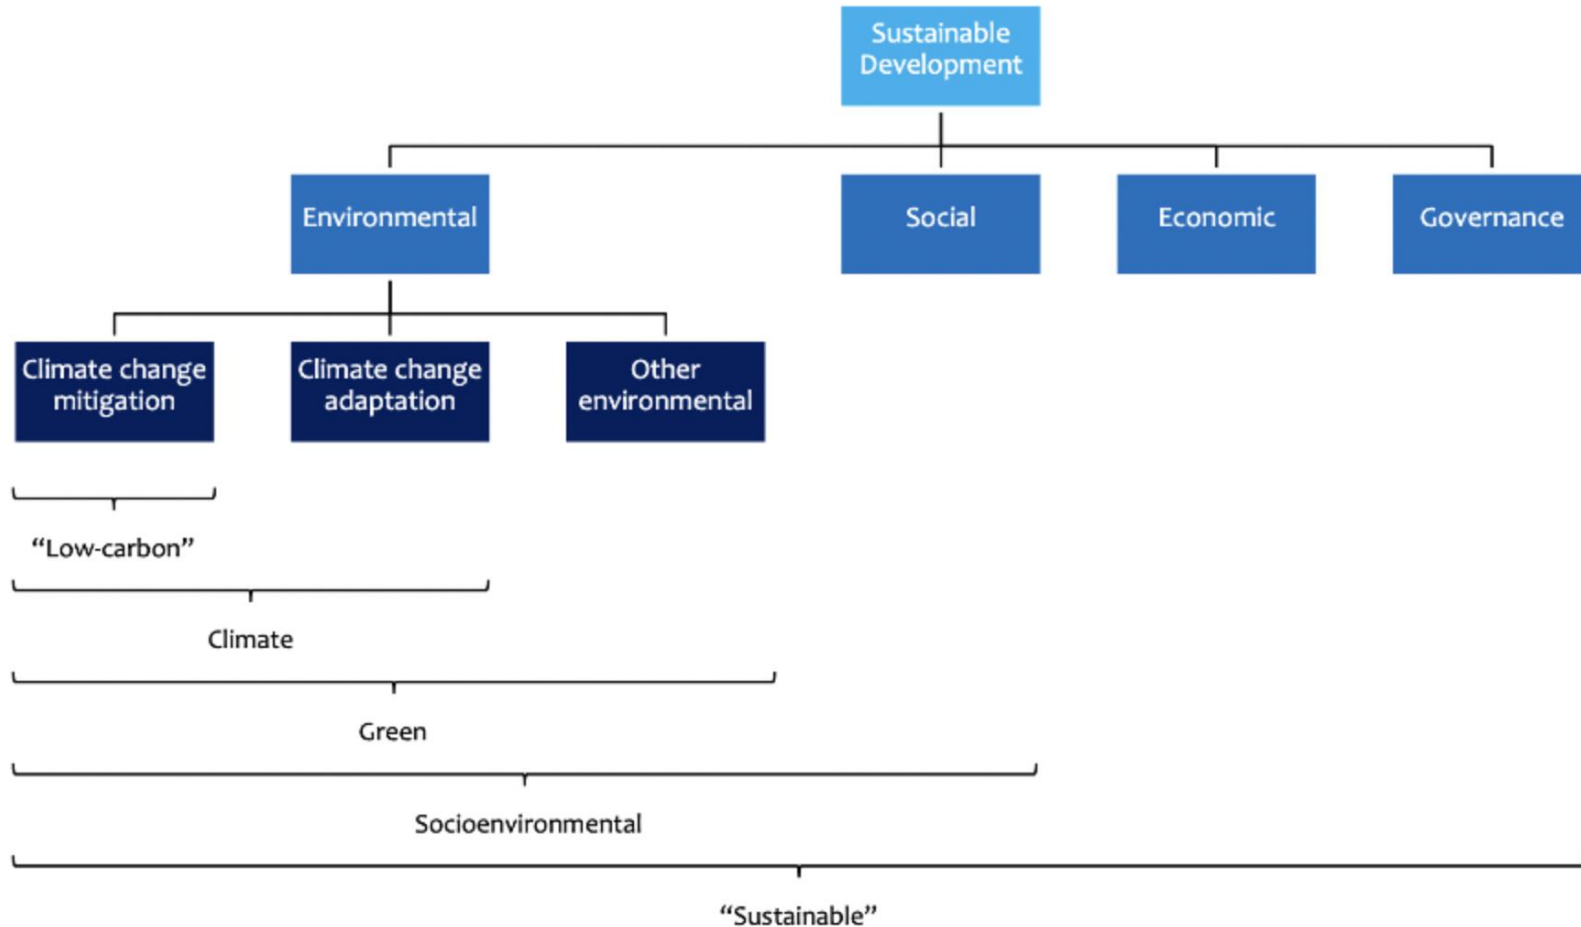 Sustainable
Development
Environmental
Social
Economic
Governance
Climate change
mitigation
Climate change
adaptation
Other
environmental
“Low-carbon”
Climate
Green
Socioenvironmental
“Sustainable”